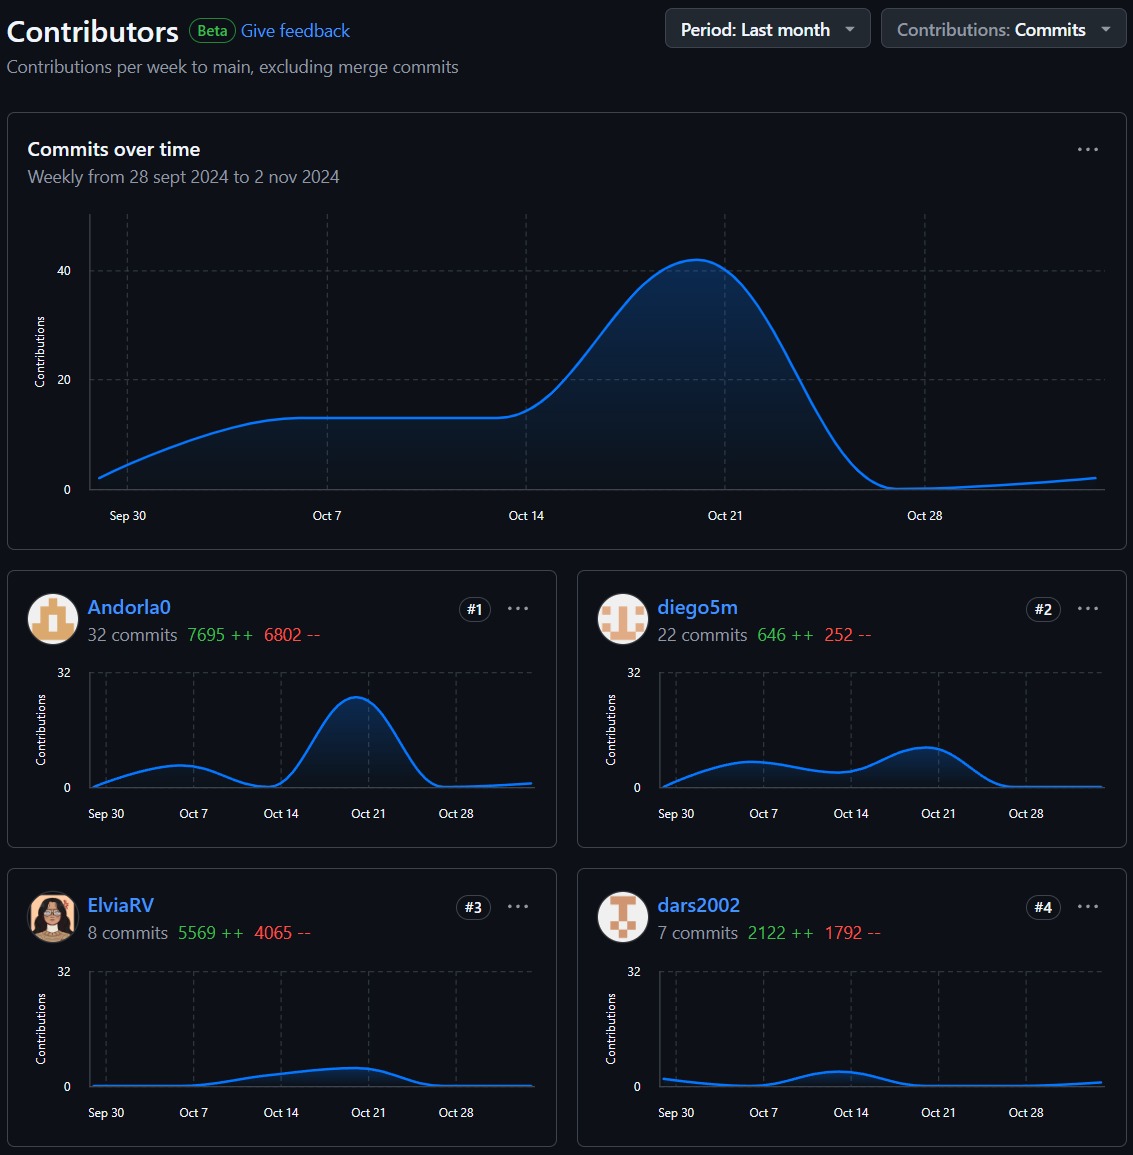 Contributors Beta Give feedback
Period: Last month
Contributions: Commits
Contributions per week to main, excluding merge commits
Commits over time
Weekly from 28 sept 2024 to 2 nov 2024
Contributions
40
20
0
Sep 30 Oct 7 Oct 14 Oct 21 Oct 28
Andorla0 #1
32 commits 7695 ++ 6802 --
Contributions
32
0
Sep 30 Oct 7 Oct 14 Oct 21 Oct 28
diego5m #2
22 commits 646 ++ 252 --
Contributions
32
0
Sep 30 Oct 7 Oct 14 Oct 21 Oct 28
ElviaRV #3
8 commits 5569 ++ 4065 --
Contributions
32
0
Sep 30 Oct 7 Oct 14 Oct 21 Oct 28
dars2002 #4
7 commits 2122 ++ 1792 --
Contributions
32
0
Sep 30 Oct 7 Oct 14 Oct 21 Oct 28